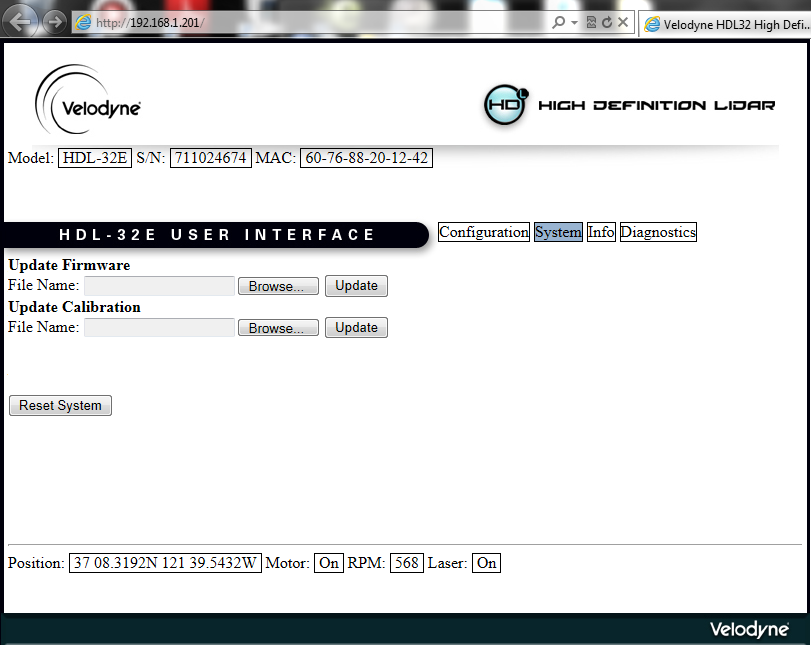 http://192.168.1.201/
Velodyne HDL32 High Defi...
Velodyne
HDL HIGH DEFINITION LIDAR
Model: HDL-32E S/N: 711024674 MAC: 60-76-88-20-12-42
HDL-32E USER INTERFACE Configuration System Info Diagnostics
Update Firmware
File Name: Browse... Update
Update Calibration
File Name: Browse... Update
Reset System
Position: 37 08.3192N 121 39.5432W Motor: On RPM: 568 Laser: On
Velodyne